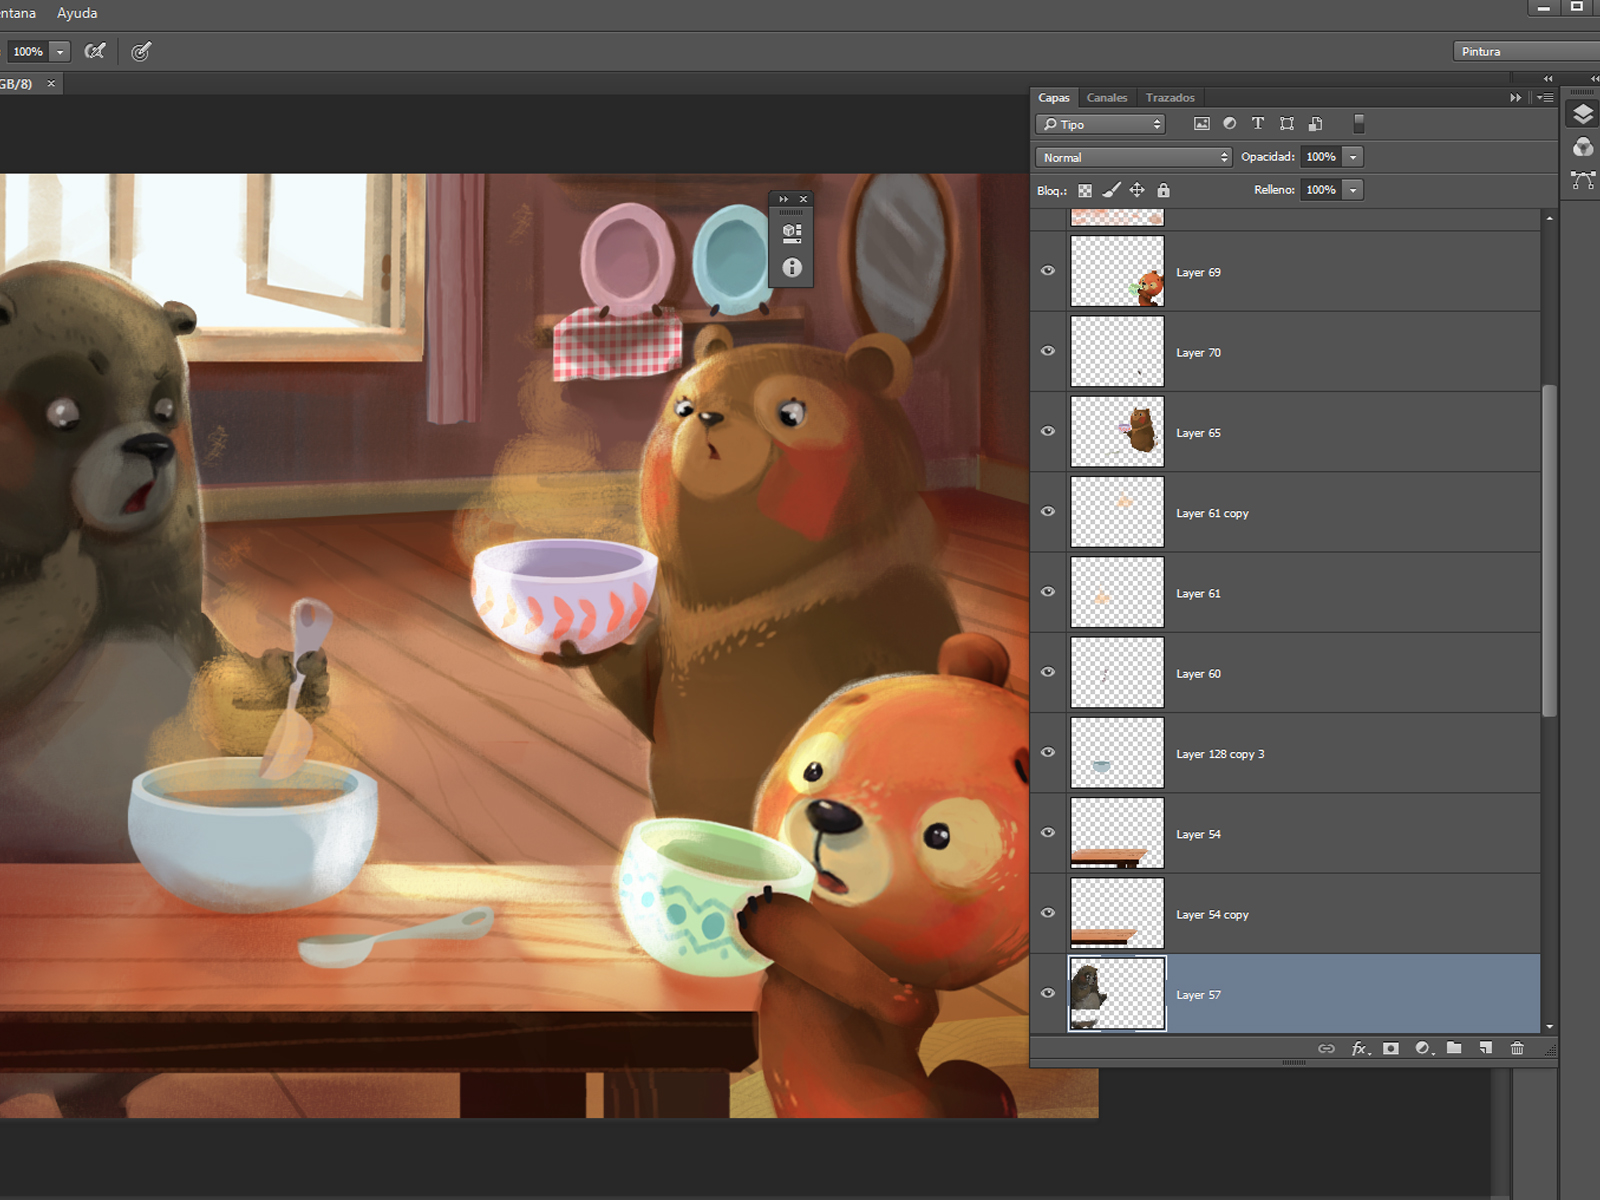 ntana Ayuda
100%
Pintura
GB/8) ×
Capas Canales Trazados
Tipo
Normal Opacidad: 100%
Bloq.: Relleno: 100%
Layer 69
Layer 70
Layer 65
Layer 61 copy
Layer 61
Layer 60
Layer 128 copy 3
Layer 54
Layer 54 copy
Layer 57
fx